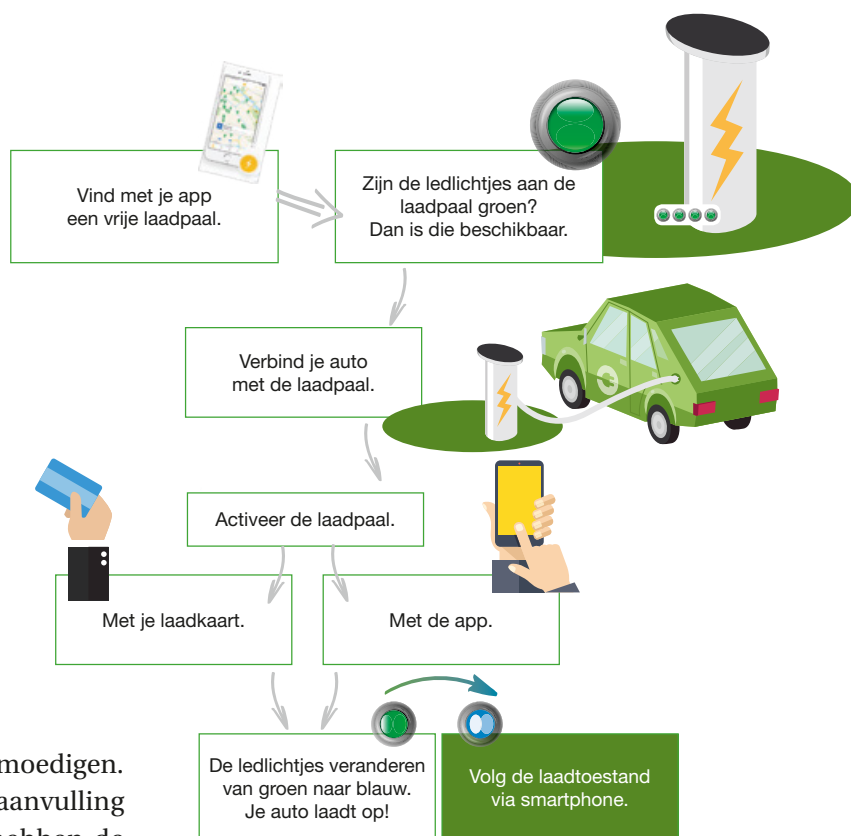 Vind met je app
een vrije laadpaal.
Zijn de ledlichtjes aan de
laadpaal groen?
Dan is die beschikbaar.
Verbind je auto
met de laadpaal.
Activeer de laadpaal.
Met je laadkaart.
Met de app.
De ledlichtjes veranderen
van groen naar blauw.
Je auto laadt op!
Volg de laadtoestand
via smartphone.
moedigen.
aanvulling